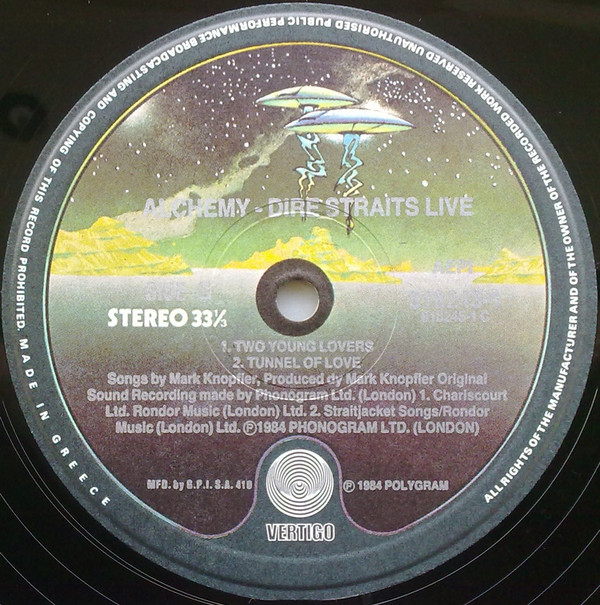 ALL RIGHTS OF THE MANUFACTURER AND OF THE OWNER OF THE RECORDED WORK RESERVED UNAUTHORISED PUBLIC PERFORMANCE BROADCASTING AND COPYING OF THIS RECORD PROHIBITED. MADE IN GREECE
ALCHEMY - DIRE STRAITS LIVE
STEREO 33⅓
1. TWO YOUNG LOVERS
2. TUNNEL OF LOVE
Songs by Mark Knopfler, Produced by Mark Knopfler Original
Sound Recording made by Phonogram Ltd. (London) 1. Chariscourt
Ltd. Rondor Music (London) Ltd. 2. Straitjacket Songs/Rondor
Music (London) Ltd. ℗1984 PHONOGRAM LTD. (LONDON)
MFD. by G.P.I. S.A. 410
℗ 1984 POLYGRAM
VERTIGO